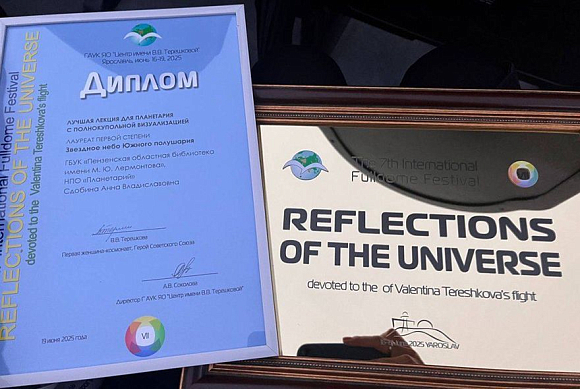 ternational Fulldome Festival
REFLECTIONS OF THE UNIVERSE
devoted to the Valentina Tereshkova's flight
ГАУК ЯО "Центр имени В.В. Терешковой"
Ярославль, июнь 16-19, 2025
Диплом
ЛУЧШАЯ ЛЕКЦИЯ ДЛЯ ПЛАНЕТАРИЯ
С ПОЛНОКУПОЛЬНОЙ ВИЗУАЛИЗАЦИЕЙ
ЛАУРЕАТ ПЕРВОЙ СТЕПЕНИ
Звездное небо Южного полушария
ГБУК «Пензенская областная библиотека
имени М. Ю. Лермонтова»,
НПО «Планетарий»
Сдобина Анна Владиславовна
В.В. Терешкова
Первая женщина-космонавт, Герой Советского Союза
А.В. Соколова
Директор ГАУК ЯО "Центр имени В.В. Терешковой"
19 июня 2025 года
VII
The 7th International
Fulldome Festival
REFLECTIONS
OF THE UNIVERSE
devoted to the of Valentina Tereshkova's flight
2025 YAROSLAV